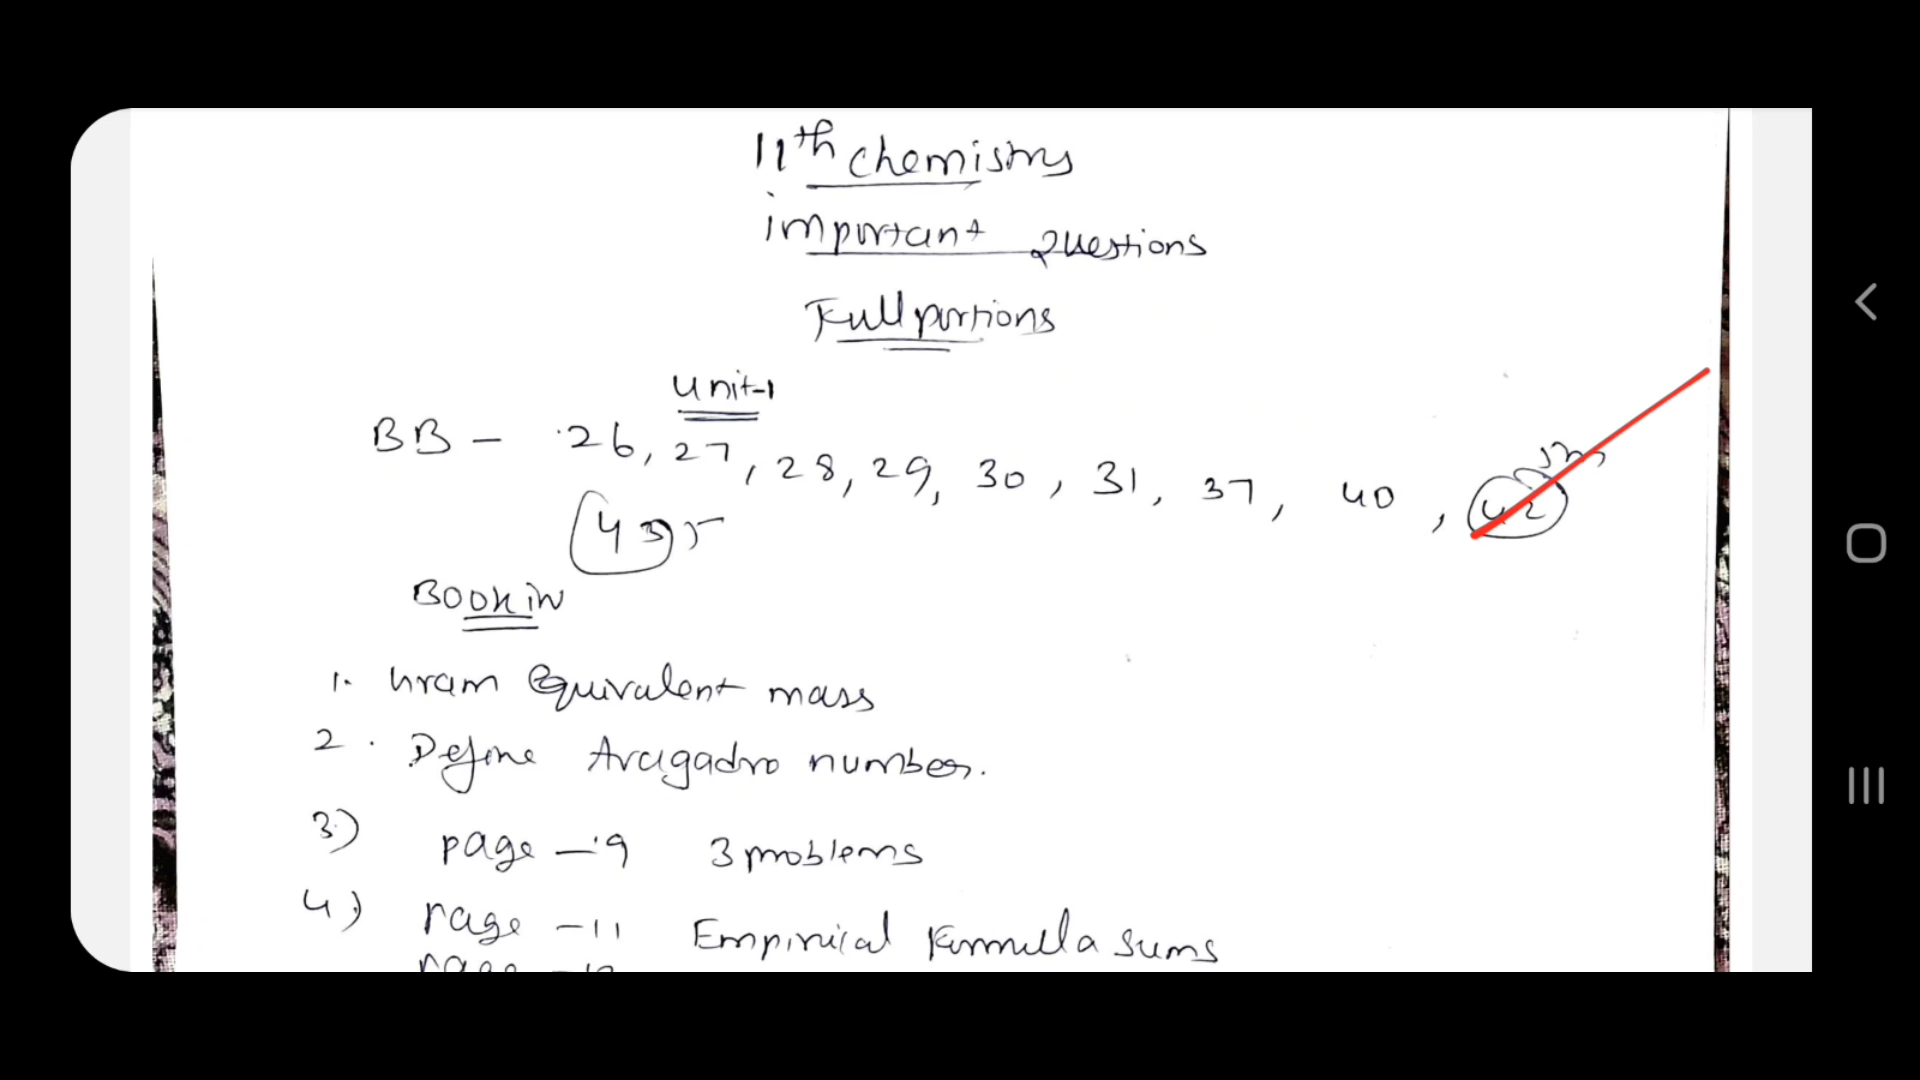 11th chemistry
important Questions
Full portions
Unit-1
BB - 26, 27, 28, 29, 30, 31, 37, 40, 42
43
Book in
1. Gram Equivalent mass
2. Define Avagadro number.
3) page - 9 3 problems
4) Page - 11 Empirical Formula sums